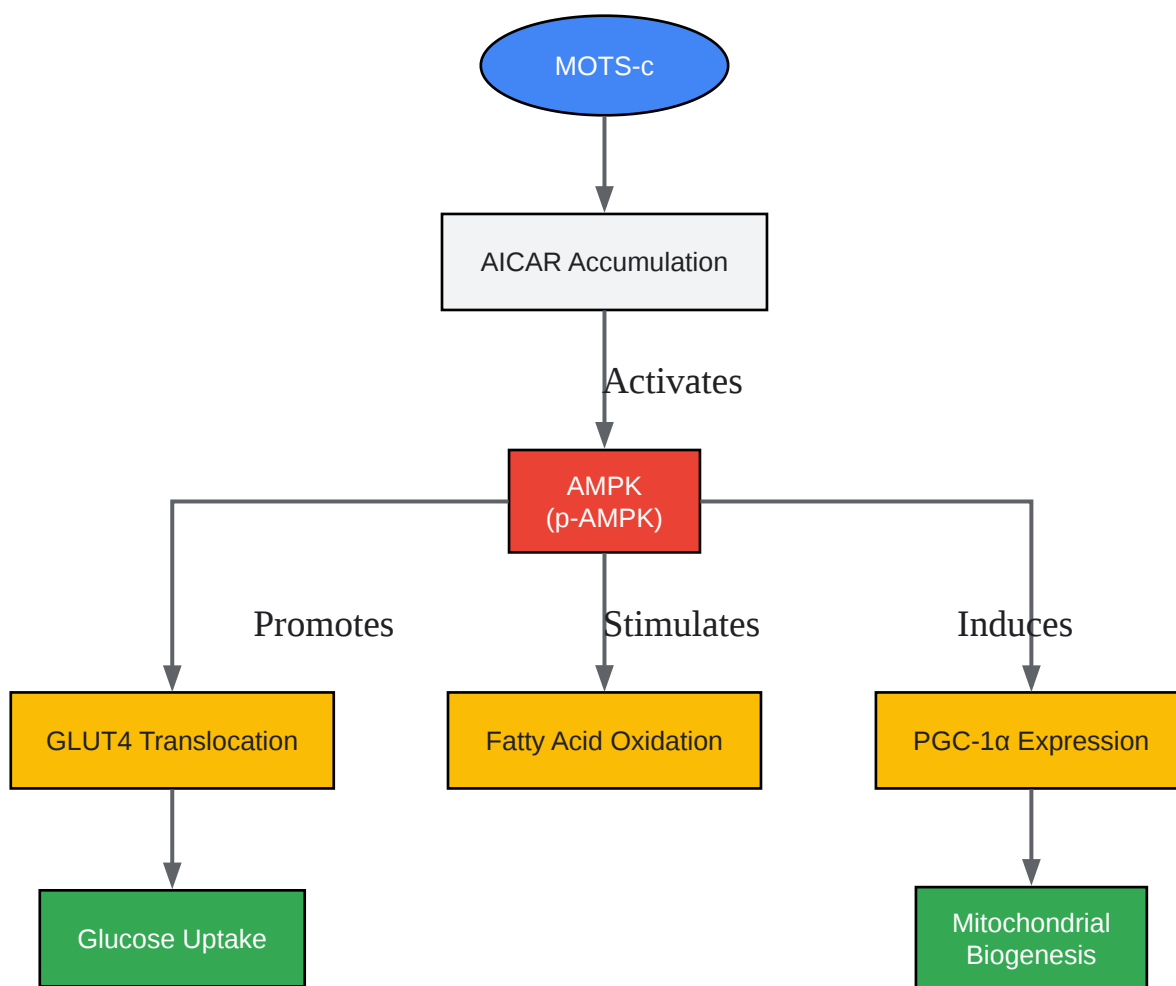 MOTS-c
AICAR Accumulation
Activates
AMPK
(p-AMPK)
Promotes
Stimulates
Induces
GLUT4 Translocation
Fatty Acid Oxidation
PGC-1α Expression
Glucose Uptake
Mitochondrial
Biogenesis